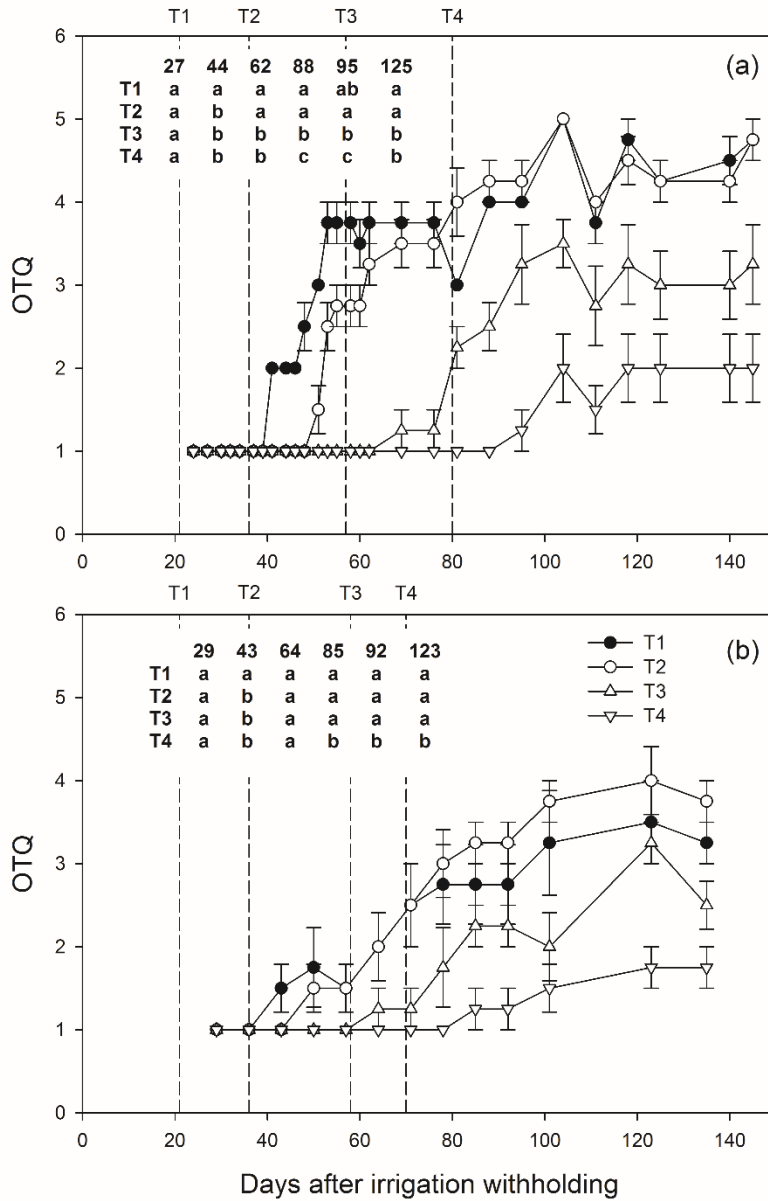 T1 T2 T3 T4
6
(a)
27 44 62 88 95 125
T1 a a a a ab a
5
T2 a b a a a a
T3 a b b b b b
T4 a b b c c b
4
OTQ
3
2
1
0
0 20 40 60 80 100 120 140
T1 T2 T3 T4
6
(b)
29 43 64 85 92 123
T1
T1 a a a a a a
T2
5
T2 a b a a a a
T3
T3 a b a a a a
T4
T4 a b a b b b
4
OTQ
3
2
1
0
0 20 40 60 80 100 120 140
Days after irrigation withholding